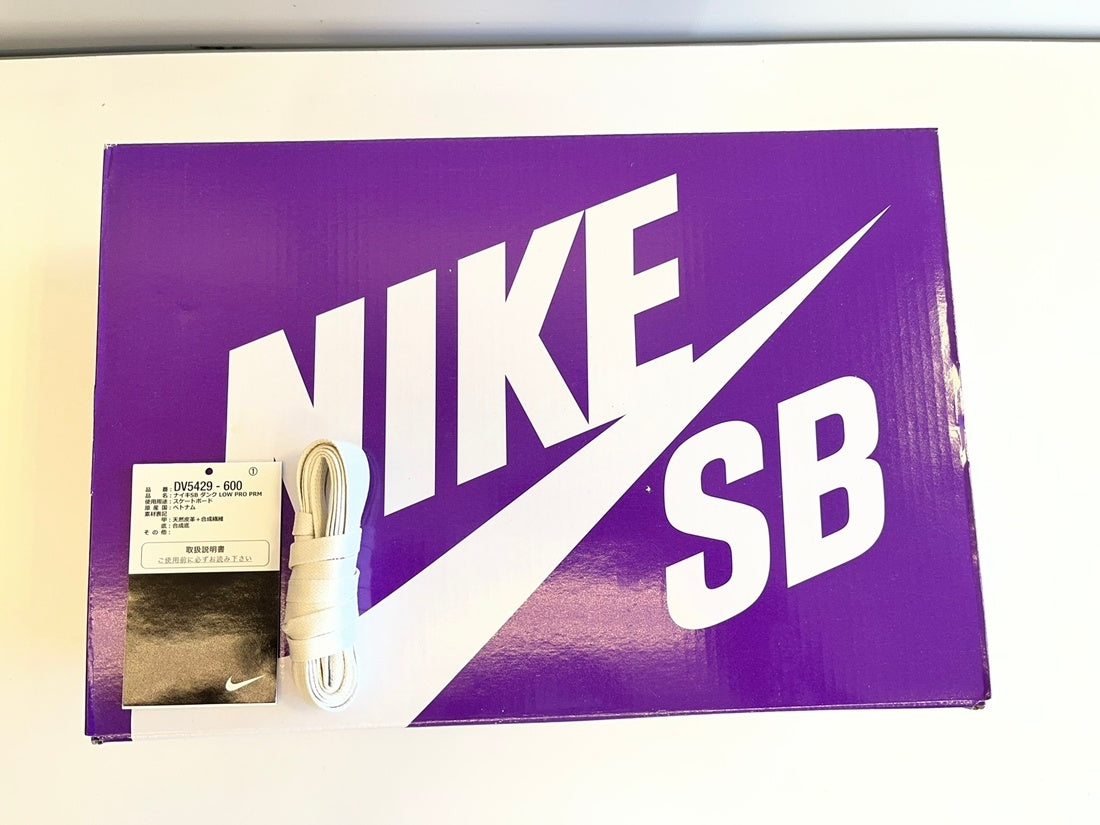 NIKE
SB
①
品番：DV5429 - 600
品名：ナイキSB ダンク LOW PRO PRM
使用用途：スケートボード
原産国：ベトナム
素材表記
甲：天然皮革＋合成繊維
底：合成底
その他：
取扱説明書
ご使用前に必ずお読み下さい